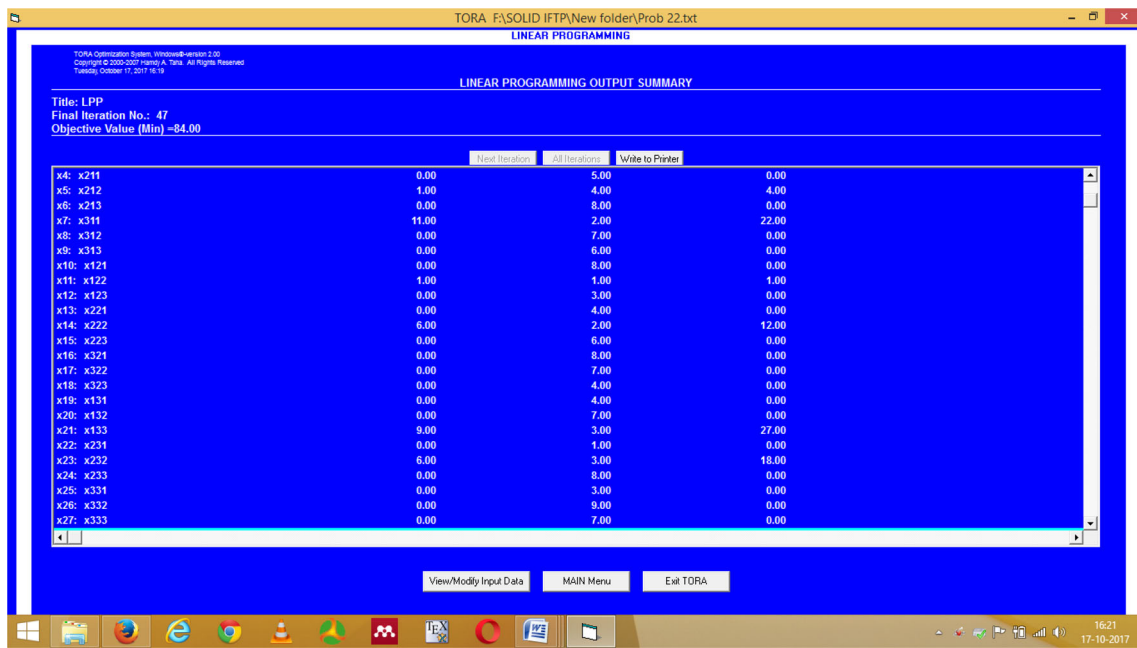 TORA F:\SOLID IFTP\New folder\Prob 22.txt
LINEAR PROGRAMMING
TORA Optimization System, Windows®-version 2.00
Copyright © 2000-2007 Hamdy A. Taha. All Rights Reserved
Tuesday, October 17, 2017 16:19
LINEAR PROGRAMMING OUTPUT SUMMARY
Title: LPP
Final Iteration No.: 47
Objective Value (Min) =84.00
Next Iteration All Iterations Write to Printer
x4: x211 0.00 5.00 0.00
x5: x212 1.00 4.00 4.00
x6: x213 0.00 8.00 0.00
x7: x311 11.00 2.00 22.00
x8: x312 0.00 7.00 0.00
x9: x313 0.00 6.00 0.00
x10: x121 0.00 8.00 0.00
x11: x122 1.00 1.00 1.00
x12: x123 0.00 3.00 0.00
x13: x221 0.00 4.00 0.00
x14: x222 6.00 2.00 12.00
x15: x223 0.00 6.00 0.00
x16: x321 0.00 8.00 0.00
x17: x322 0.00 7.00 0.00
x18: x323 0.00 4.00 0.00
x19: x131 0.00 4.00 0.00
x20: x132 0.00 7.00 0.00
x21: x133 9.00 3.00 27.00
x22: x231 0.00 1.00 0.00
x23: x232 6.00 3.00 18.00
x24: x233 0.00 8.00 0.00
x25: x331 0.00 3.00 0.00
x26: x332 0.00 9.00 0.00
x27: x333 0.00 7.00 0.00
View/Modify Input Data MAIN Menu Exit TORA
16:21
17-10-2017